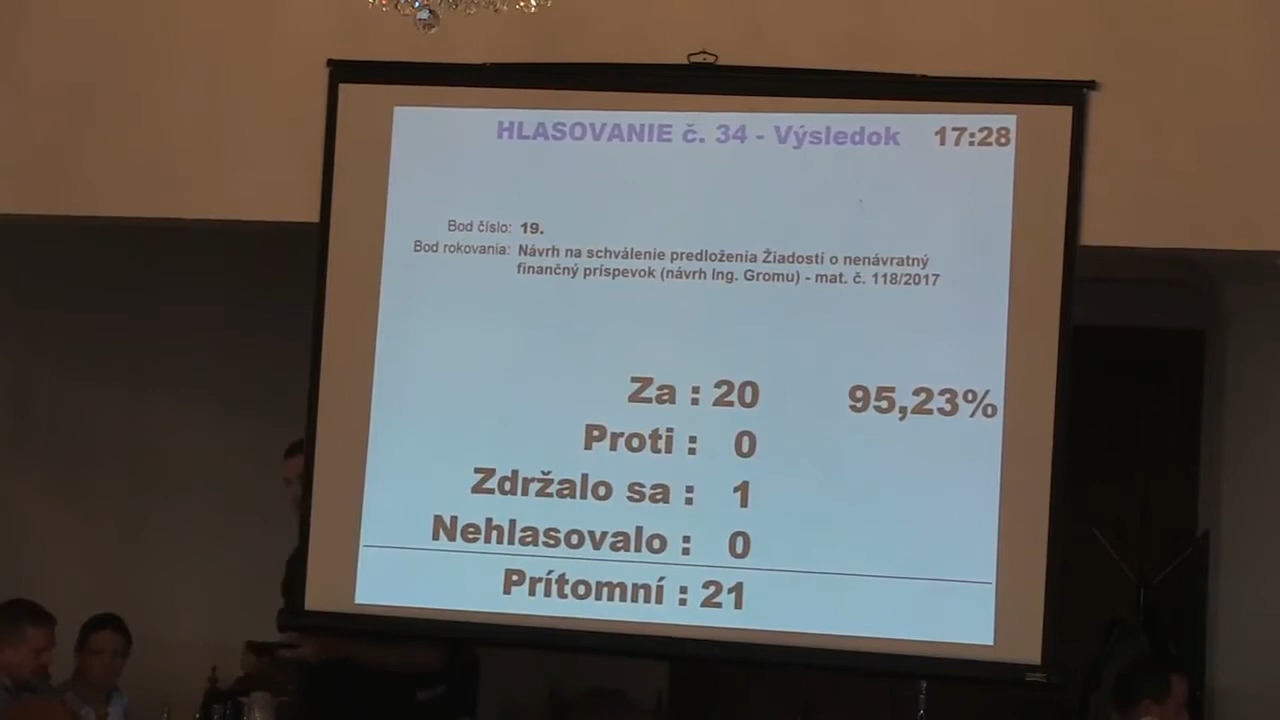 HLASOVANIE č. 34 - Výsledok 17:28
Bod číslo: 19.
Bod rokovania: Návrh na schválenie predloženia Žiadosti o nenávratný
finančný príspevok (návrh Ing. Gromu) - mat. č. 118/2017
Za : 20 95,23%
Proti : 0
Zdržalo sa : 1
Nehlasovalo : 0
Prítomní : 21